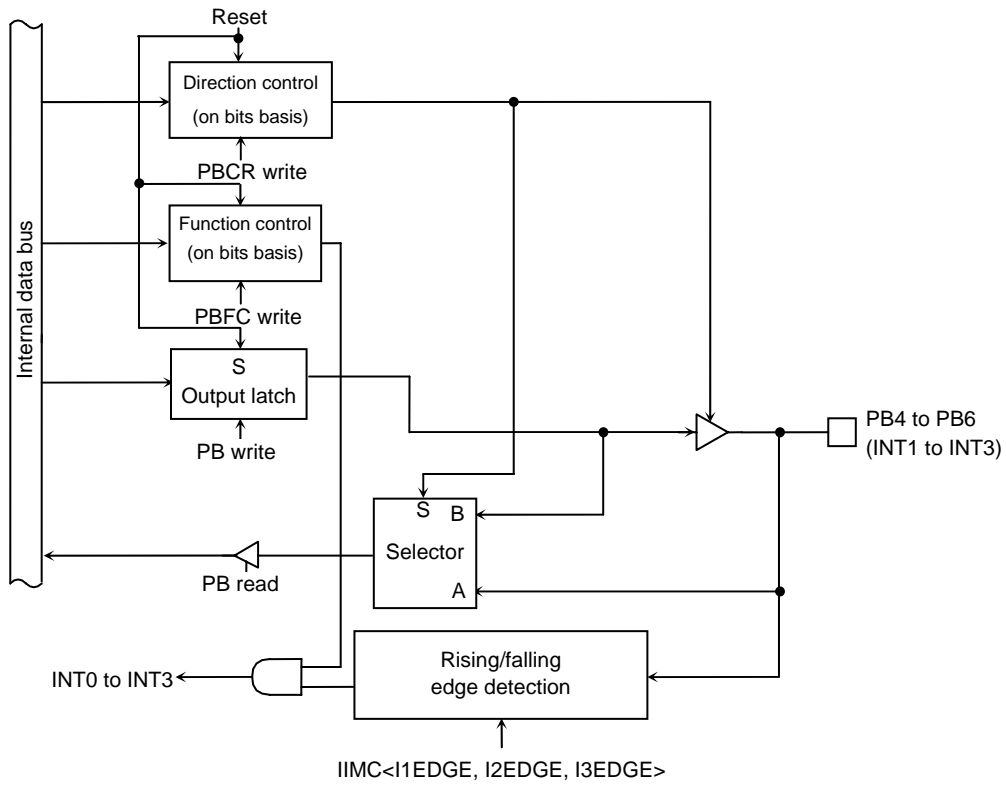 Reset
Direction control
(on bits basis)
PBCR write
Internal data bus
Function control
(on bits basis)
PBFC write
S
Output latch
PB write
PB4 to PB6
(INT1 to INT3)
S
B
Selector
A
PB read
Rising/falling
edge detection
INT0 to INT3
IIMC<I1EDGE, I2EDGE, I3EDGE>